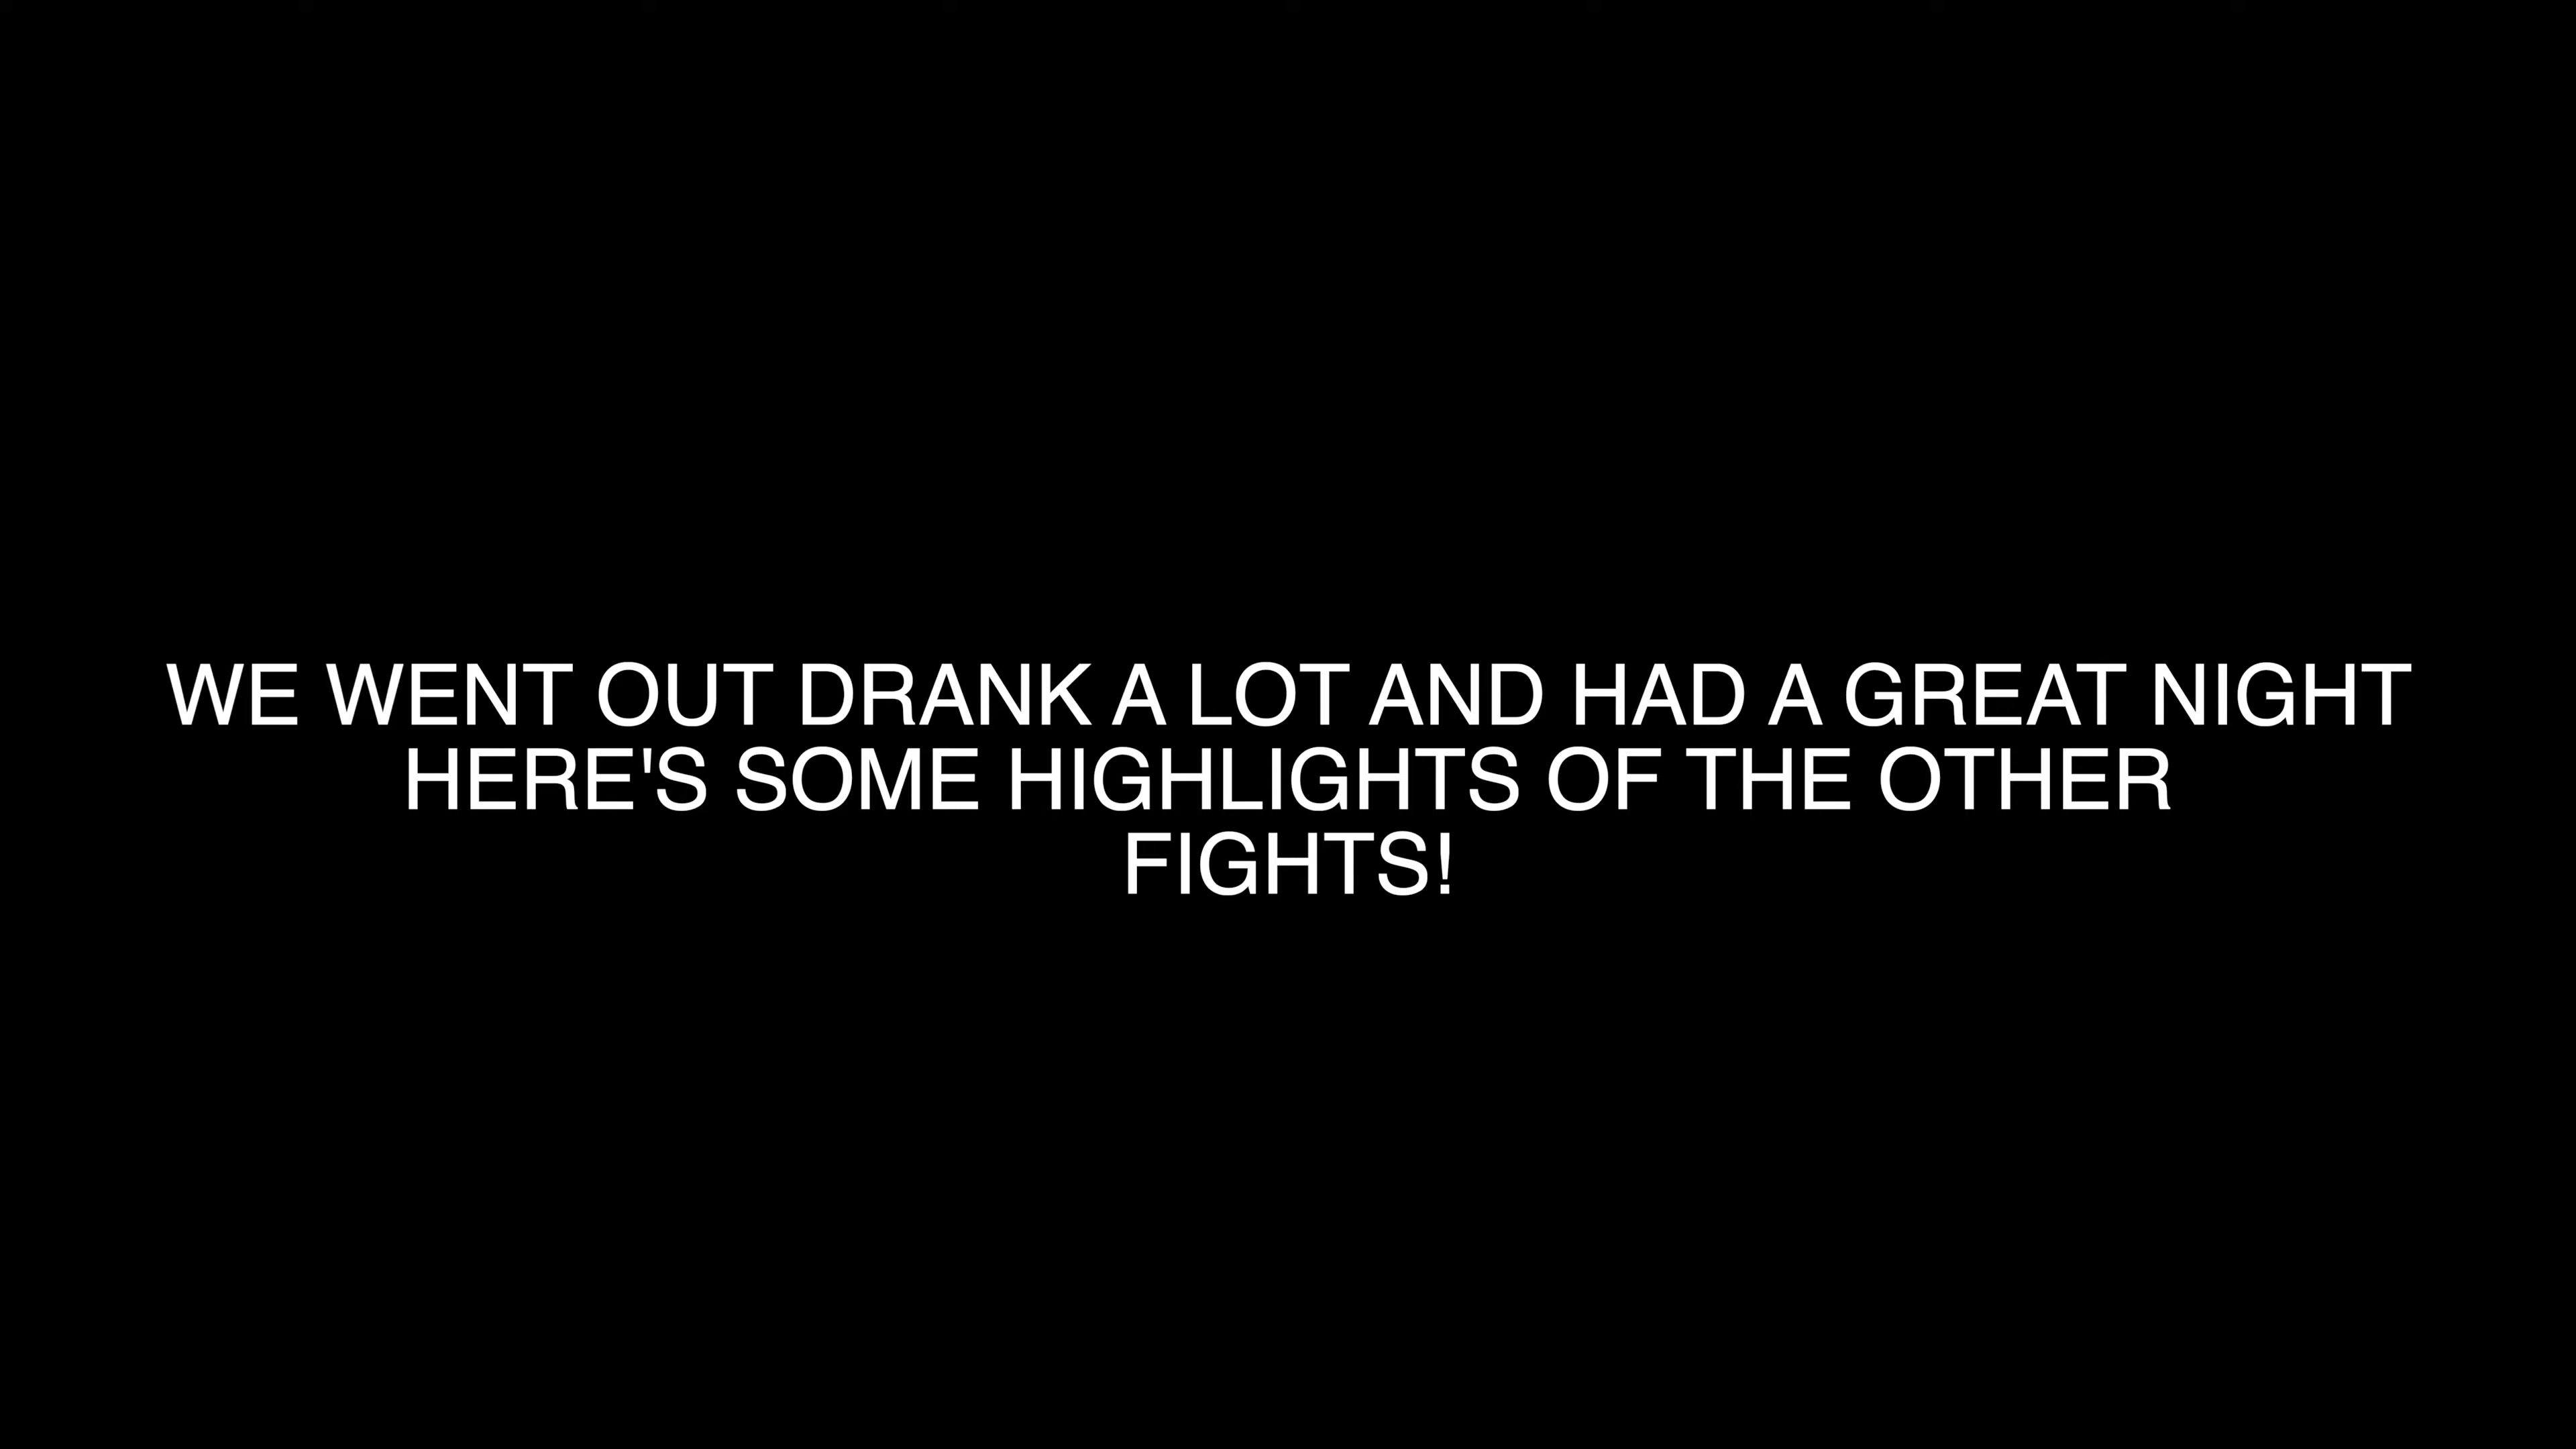 WE WENT OUT DRANK A LOT AND HAD A GREAT NIGHT
HERE'S SOME HIGHLIGHTS OF THE OTHER
FIGHTS!